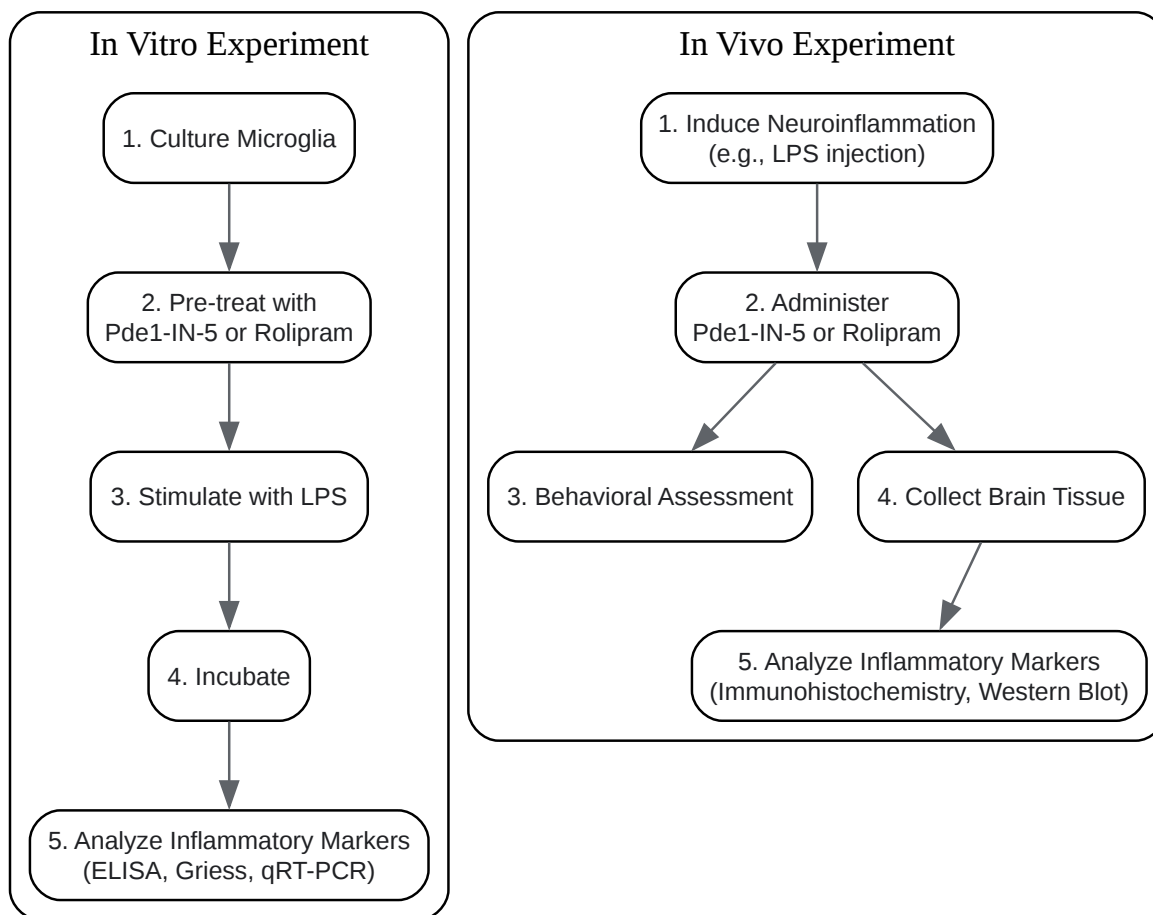 In Vitro Experiment
1. Culture Microglia
2. Pre-treat with
Pde1-IN-5 or Rolipram
3. Stimulate with LPS
4. Incubate
5. Analyze Inflammatory Markers
(ELISA, Griess, qRT-PCR)
In Vivo Experiment
1. Induce Neuroinflammation
(e.g., LPS injection)
2. Administer
Pde1-IN-5 or Rolipram
3. Behavioral Assessment
4. Collect Brain Tissue
5. Analyze Inflammatory Markers
(Immunohistochemistry, Western Blot)